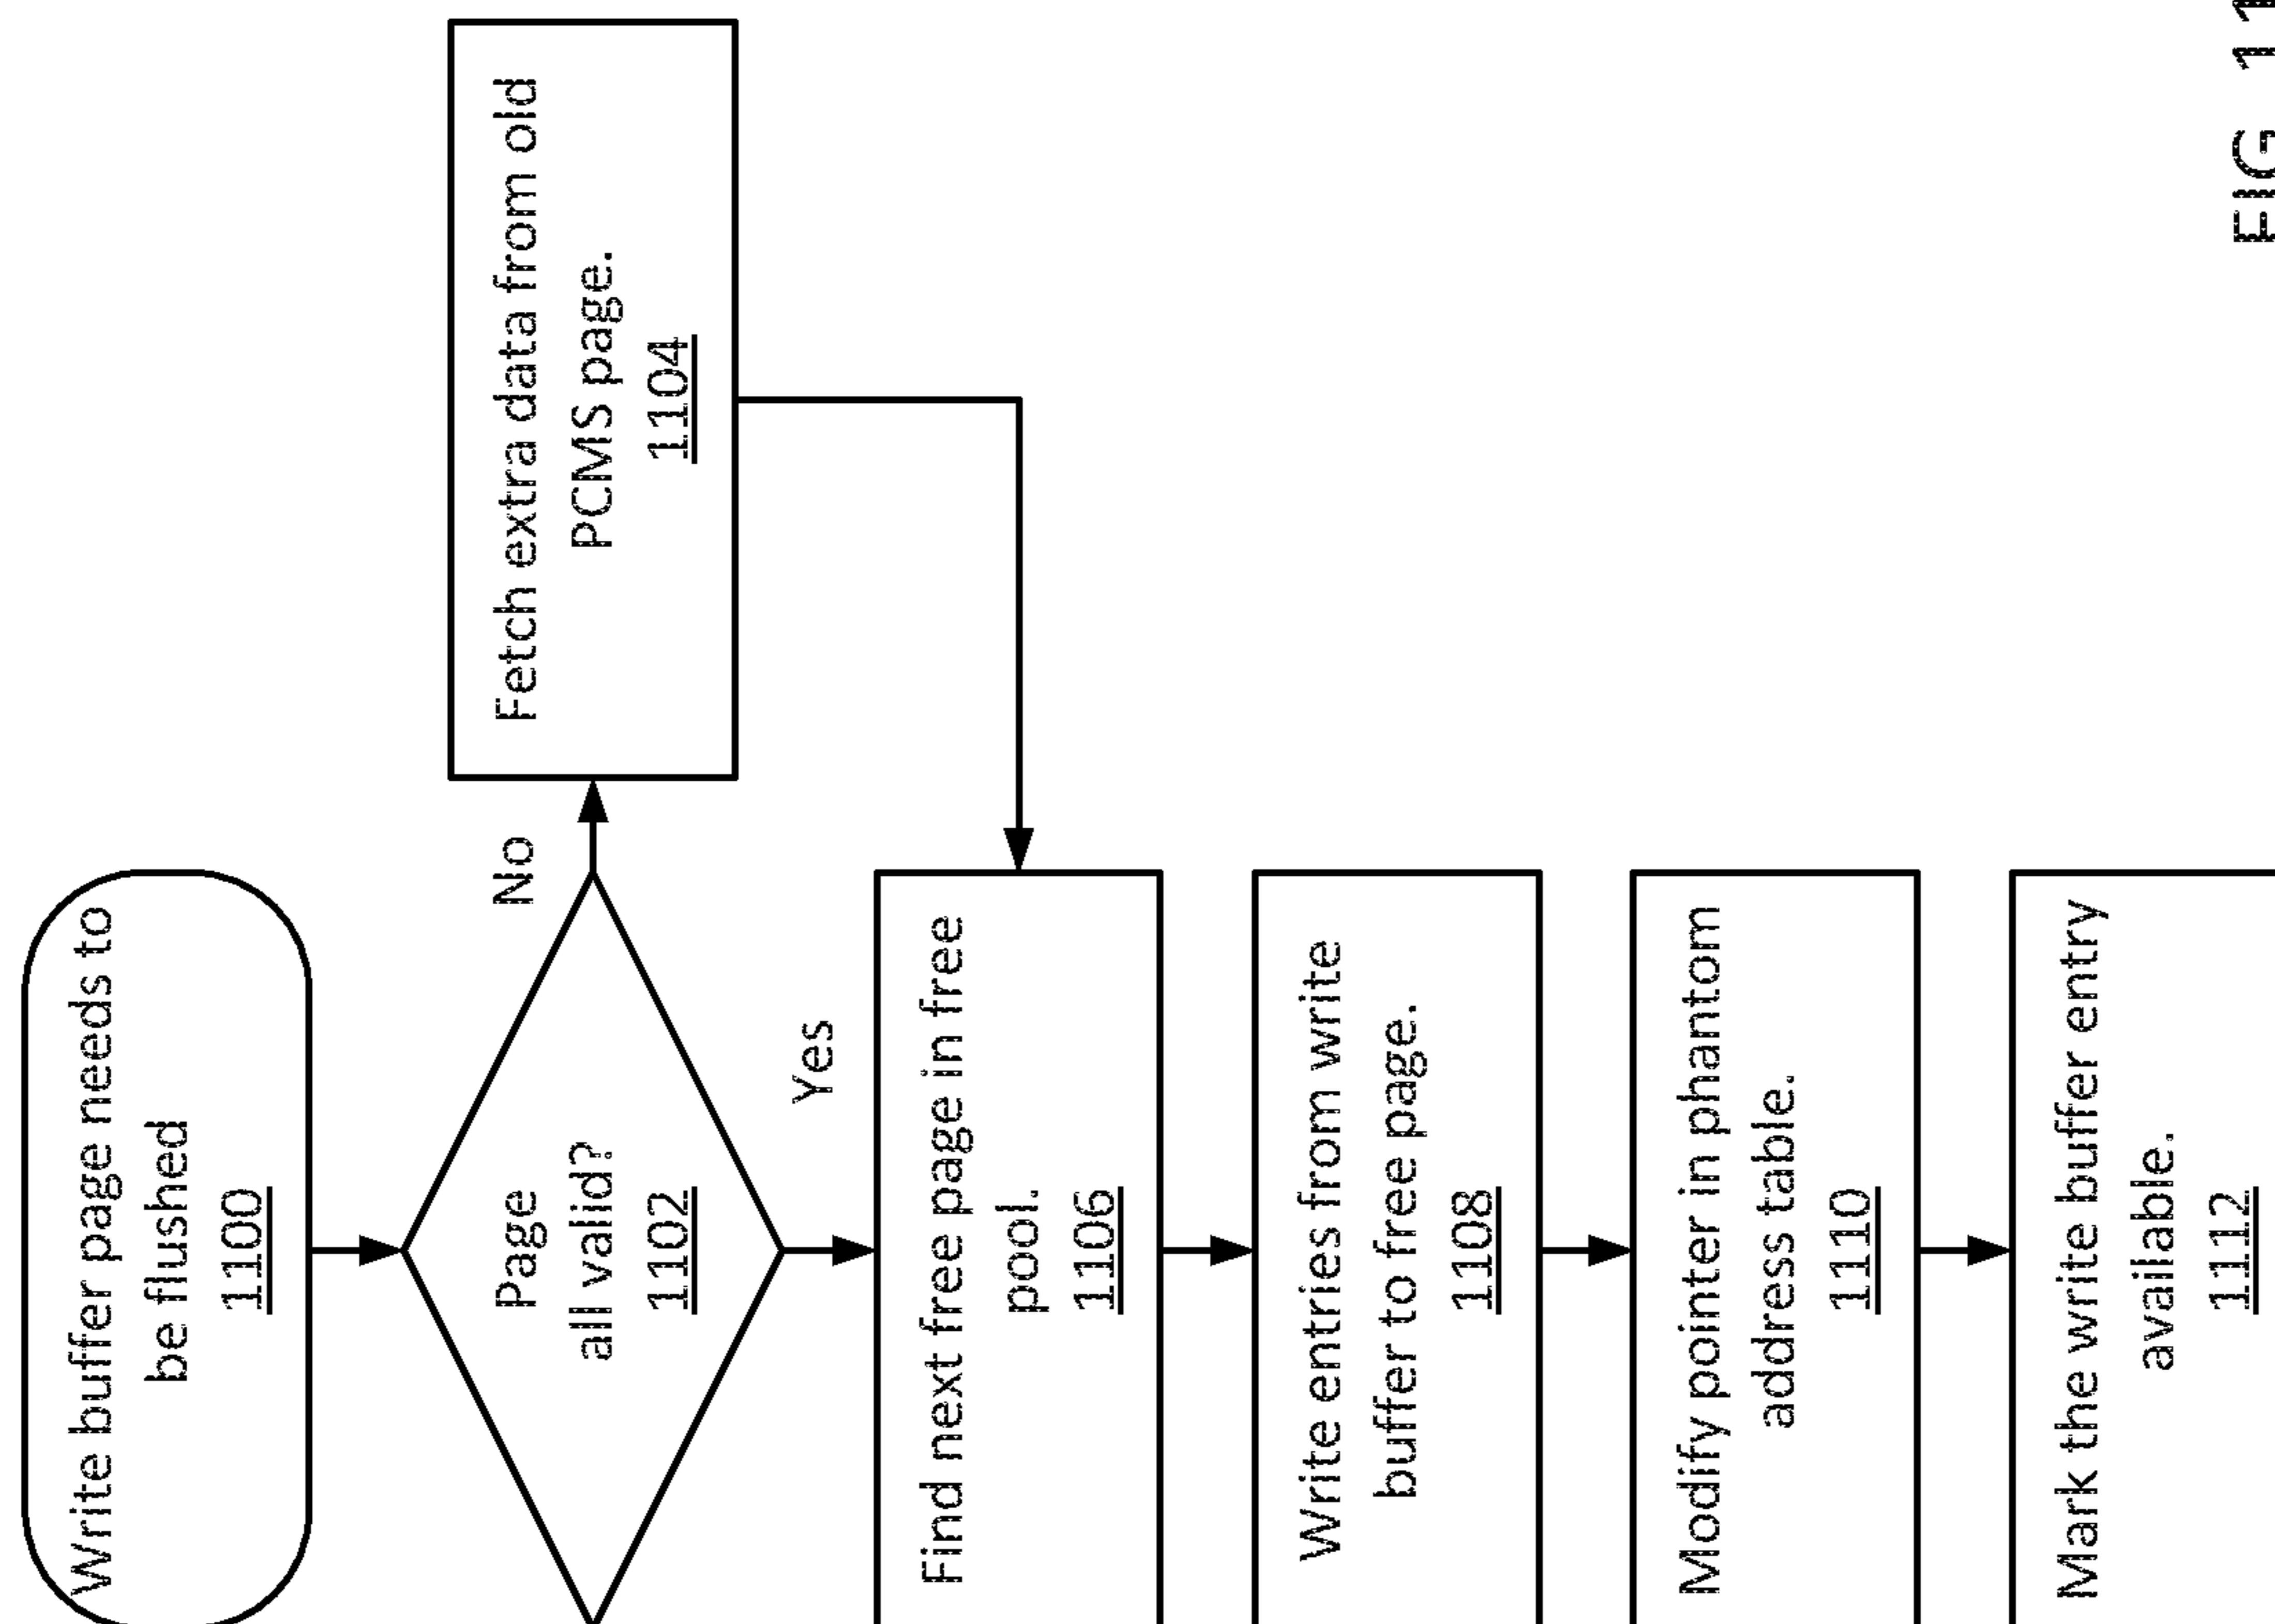 Write buffer page needs to
be flushed
1100
Page
all valid?
1102
No
Yes
Fetch extra data from old
PCMS page.
1104
Find next free page in free
pool.
1106
Write entries from write
buffer to free page.
1108
Modify pointer in phantom
address table.
1110
Mark the write buffer entry
available.
1112
FIG. 11